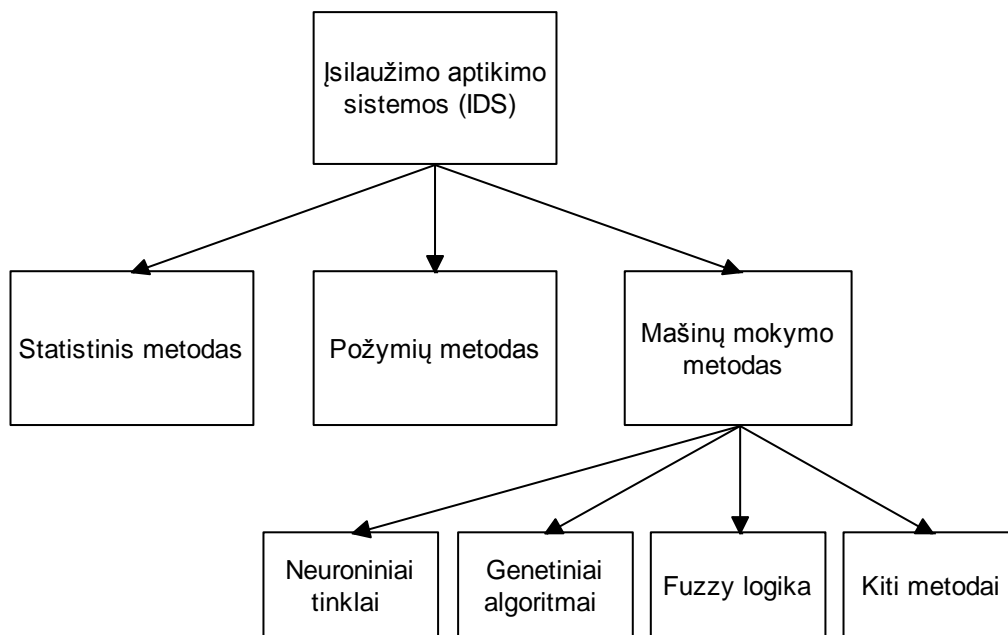 Įsilaužimo aptikimo
sistemos (IDS)
Statistinis metodas
Požymių metodas
Mašinų mokymo
metodas
Neuroniniai
tinklai
Genetiniai
algoritmai
Fuzzy logika
Kiti metodai